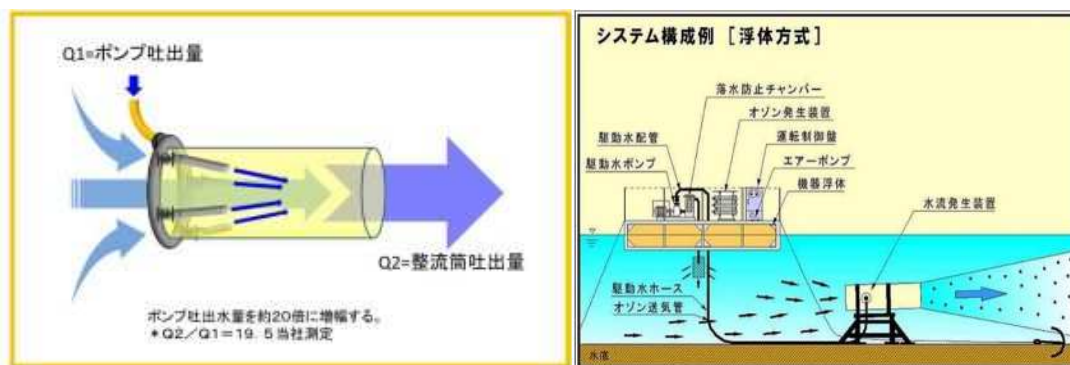 Q1=ポンプ吐出量
Q2=整流筒吐出量
ポンプ吐出水量を約20倍に増幅する。
*Q2/Q1=19.5当社測定
システム構成例 [浮体方式]
落水防止チャンバー
オゾン発生装置
駆動水配管
運転制御盤
駆動水ポンプ
エアーポンプ
機器浮体
水流発生装置
駆動水ホース
オゾン送気管
水底